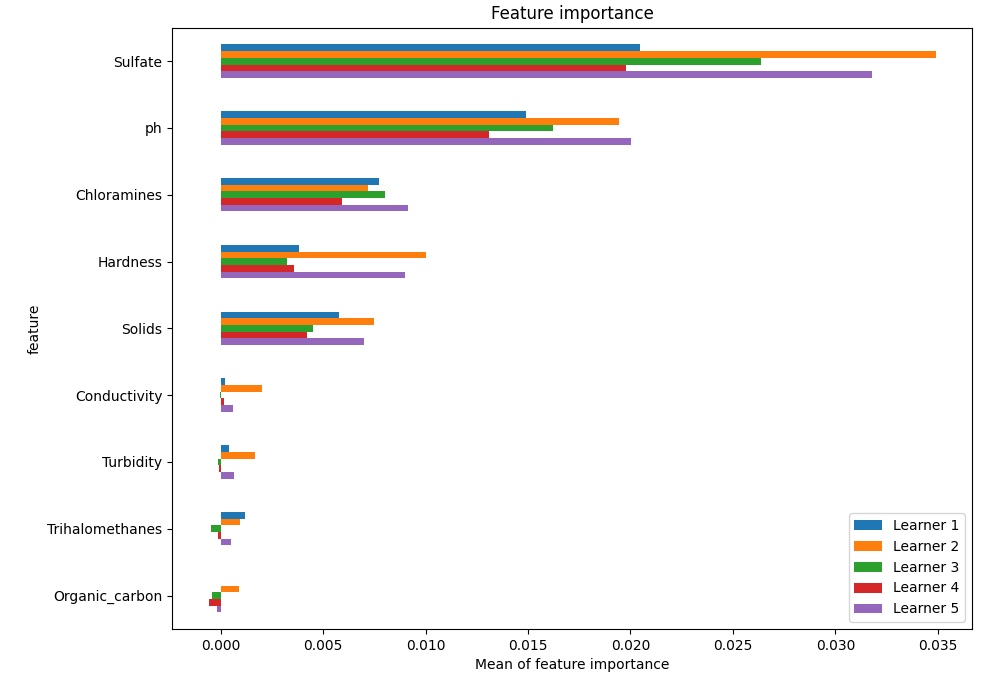 Feature importance
Sulfate
ph
Chloramines
Hardness
Solids
Conductivity
Turbidity
Trihalomethanes
Organic_carbon
feature
Learner 1
Learner 2
Learner 3
Learner 4
Learner 5
0.000 0.005 0.010 0.015 0.020 0.025 0.030 0.035
Mean of feature importance